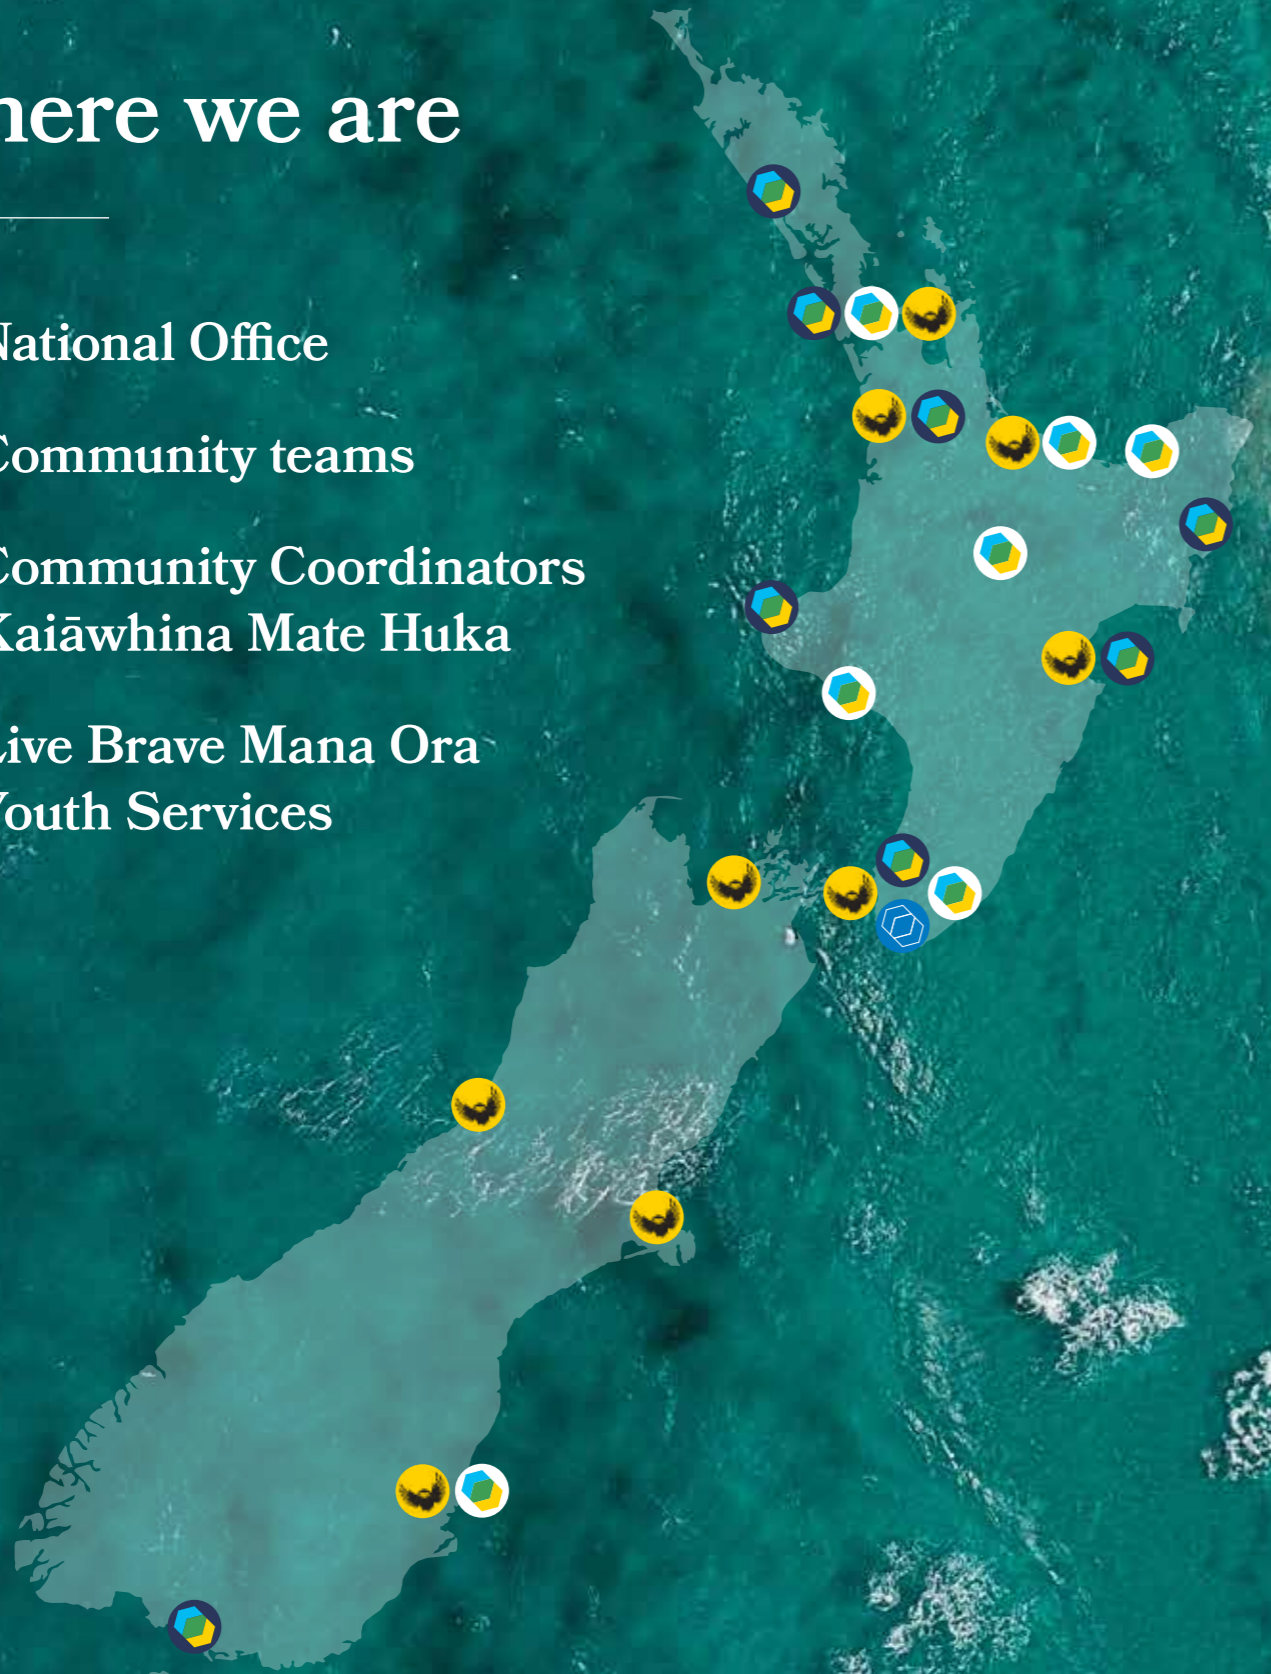 here we are
National Office
Community teams
Community Coordinators
Kaiāwhina Mate Huka
Live Brave Mana Ora
Youth Services